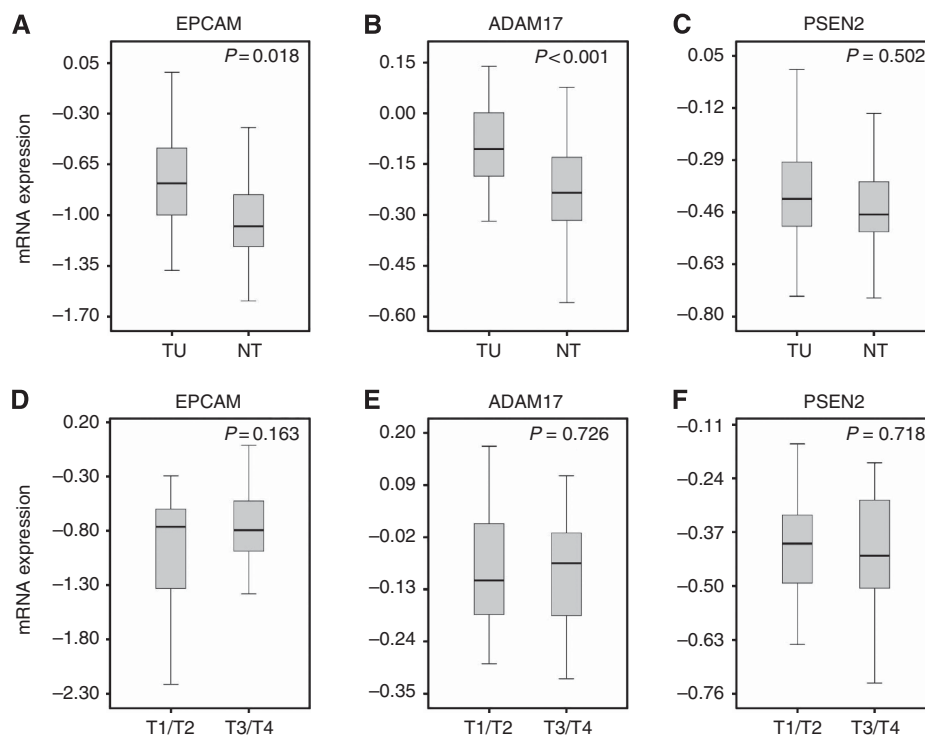 A
EPCAM
P=0.018
mRNA expression
0.05
−0.30
−0.65
−1.00
−1.35
−1.70
TU
NT
B
ADAM17
P<0.001
0.15
0.00
−0.15
−0.30
−0.45
−0.60
TU
NT
C
PSEN2
P=0.502
0.05
−0.12
−0.29
−0.46
−0.63
−0.80
TU
NT
D
EPCAM
P=0.163
mRNA expression
0.20
−0.30
−0.80
−1.30
−1.80
−2.30
T1/T2
T3/T4
E
ADAM17
P=0.726
0.20
0.09
−0.02
−0.13
−0.24
−0.35
T1/T2
T3/T4
F
PSEN2
P=0.718
−0.11
−0.24
−0.37
−0.50
−0.63
−0.76
T1/T2
T3/T4